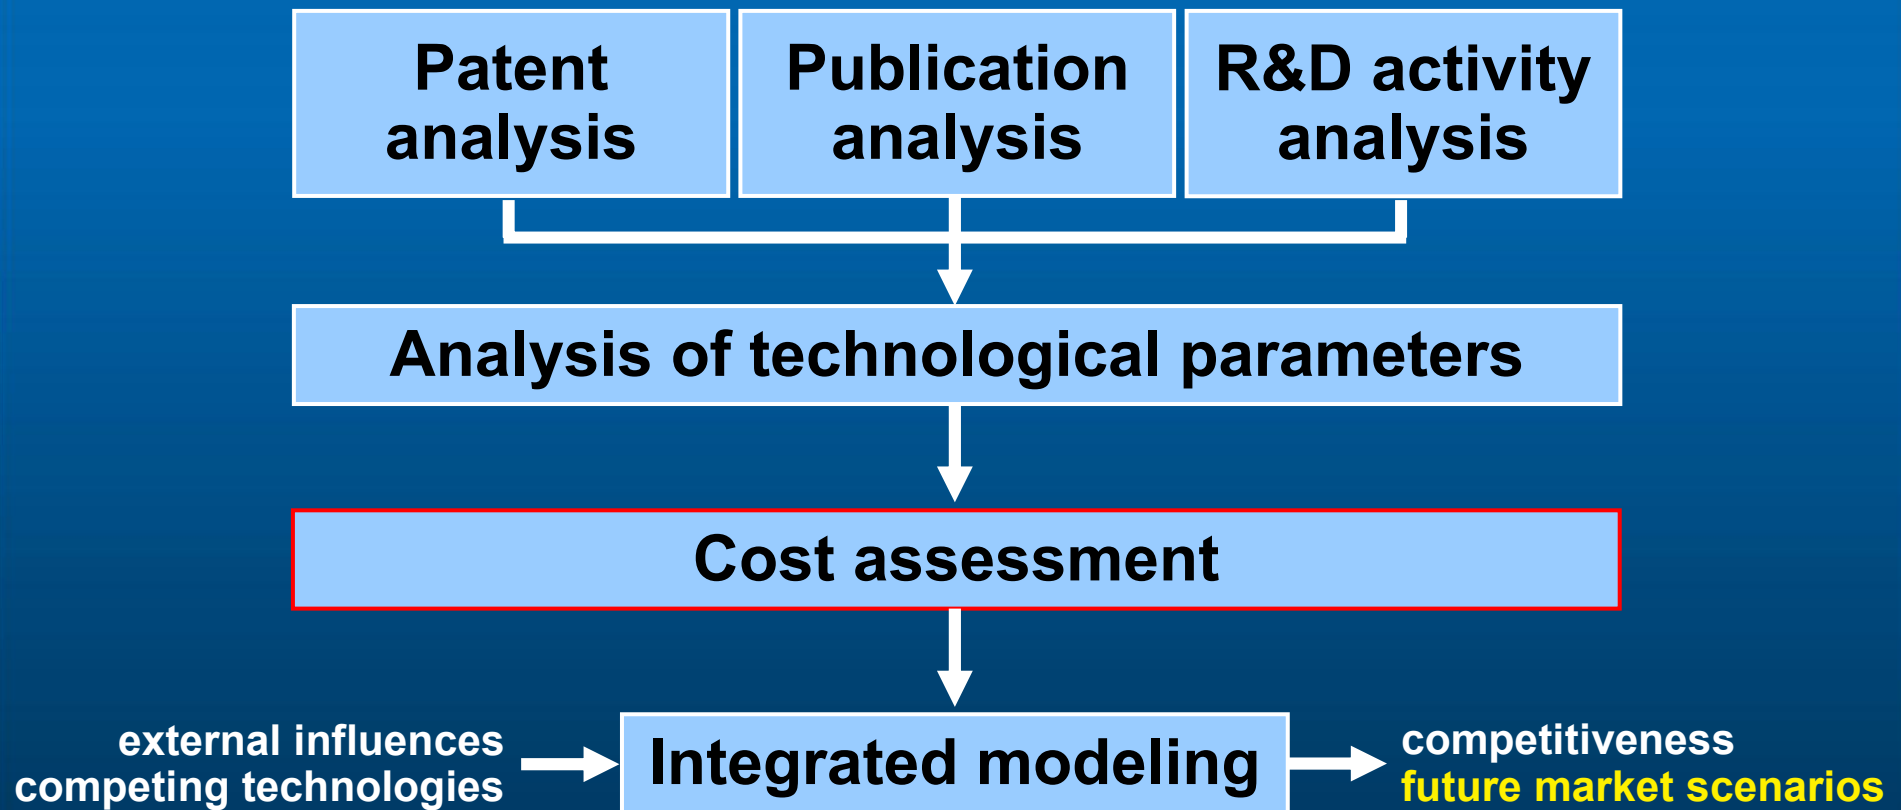 Patent
analysis
Publication
analysis
R&D activity
analysis
Analysis of technological parameters
Cost assessment
external influences
competing technologies
Integrated modeling
competitiveness
future market scenarios